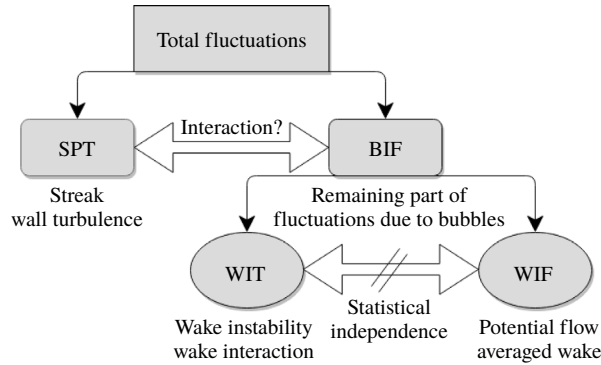 Total fluctuations
SPT
Interaction?
BIF
Streak
wall turbulence
Remaining part of
fluctuations due to bubbles
WIT
WIF
Statistical
independence
Wake instability
wake interaction
Potential flow
averaged wake